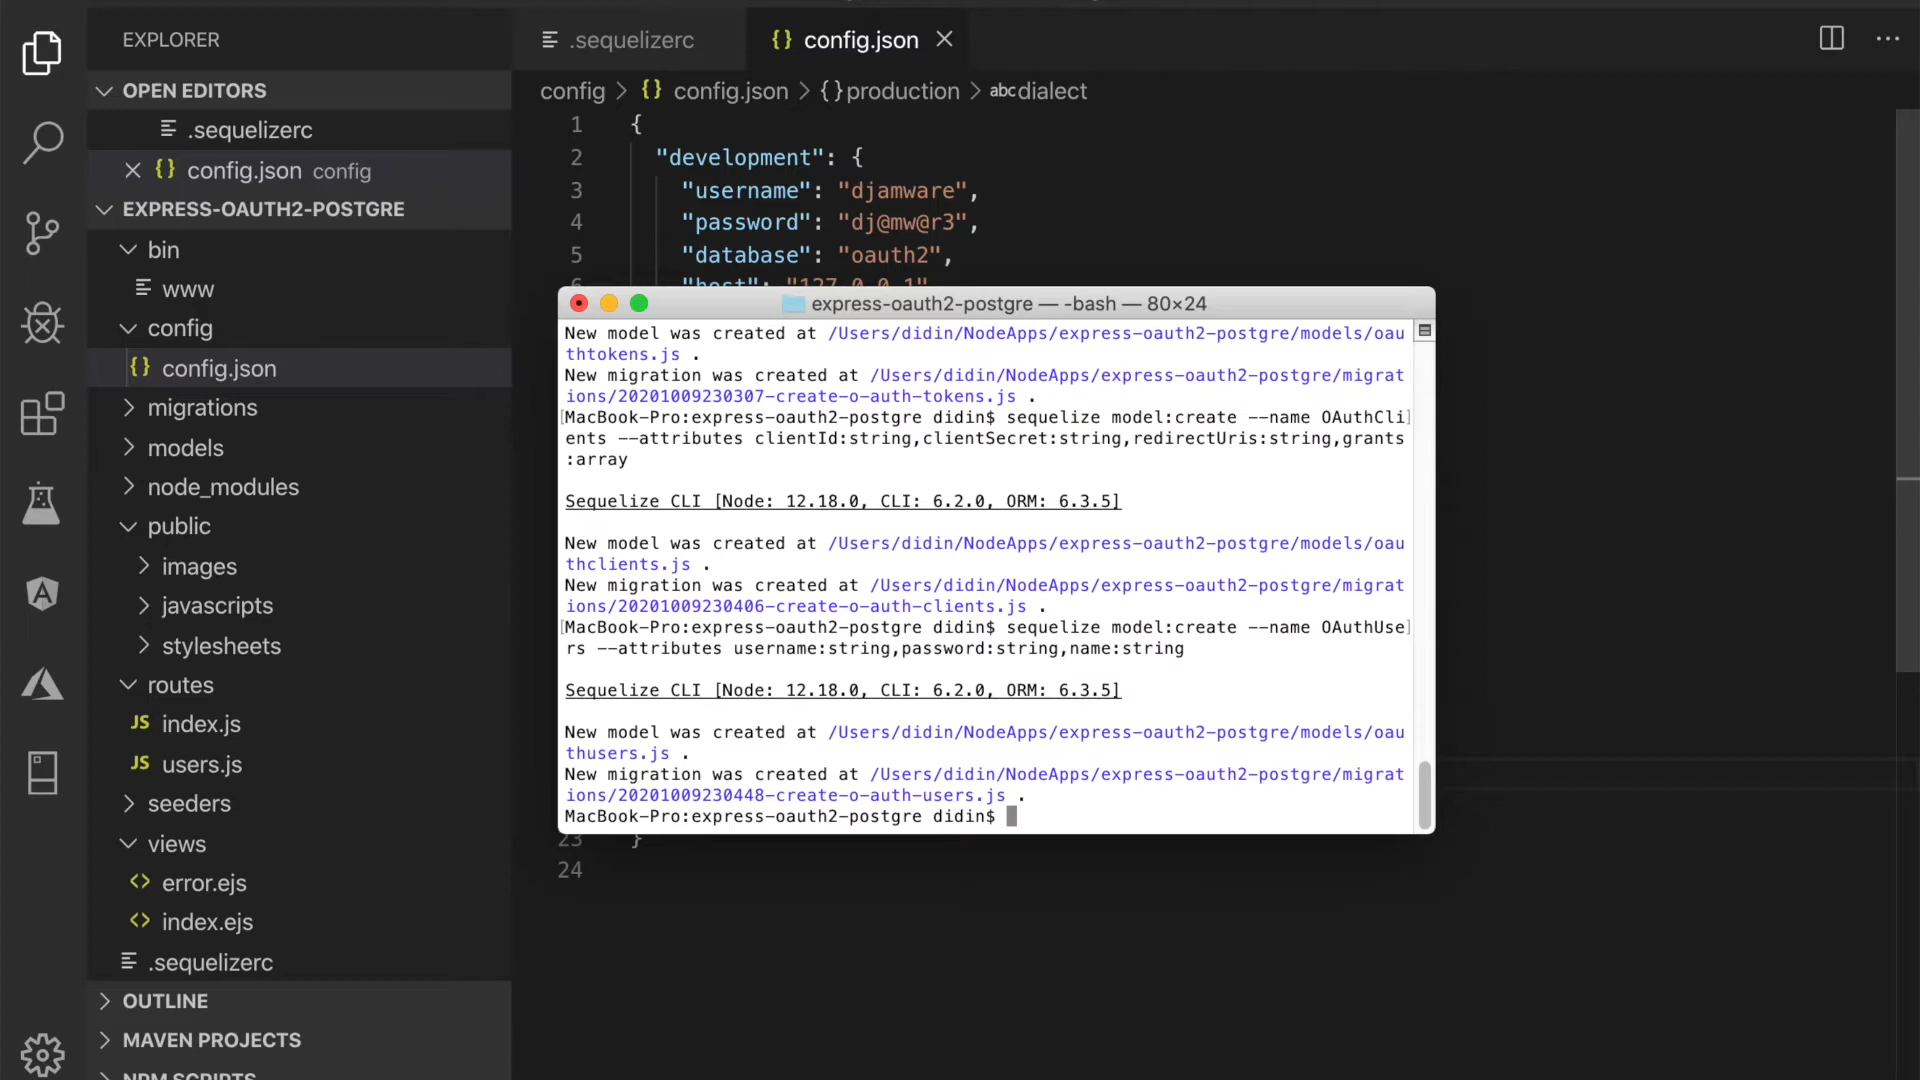 EXPLORER
OPEN EDITORS
.sequelizerc
config.json config
EXPRESS-OAUTH2-POSTGRE
bin
www
config
config.json
migrations
models
node_modules
public
images
javascripts
stylesheets
routes
JS index.js
JS users.js
seeders
views
error.ejs
index.ejs
.sequelizerc
OUTLINE
MAVEN PROJECTS
NPM SCRIPTS
.sequelizerc
{} config.json
config > {} config.json > {} production > abc dialect
1 {
2 "development": {
3 "username": "djamware",
4 "password": "dj@mw@r3",
5 "database": "oauth2",
6 "host": "127.0.0.1"
express-oauth2-postgre — -bash — 80×24
New model was created at /Users/didin/NodeApps/express-oauth2-postgre/models/oau
thtokens.js .
New migration was created at /Users/didin/NodeApps/express-oauth2-postgre/migrat
ions/20201009230307-create-o-auth-tokens.js .
[MacBook-Pro:express-oauth2-postgre didin$ sequelize model:create --name OAuthCli]
ents --attributes clientId:string,clientSecret:string,redirectUris:string,grants
:array
Sequelize CLI [Node: 12.18.0, CLI: 6.2.0, ORM: 6.3.5]
New model was created at /Users/didin/NodeApps/express-oauth2-postgre/models/oau
thclients.js .
New migration was created at /Users/didin/NodeApps/express-oauth2-postgre/migrat
ions/20201009230406-create-o-auth-clients.js .
[MacBook-Pro:express-oauth2-postgre didin$ sequelize model:create --name OAuthUse]
rs --attributes username:string,password:string,name:string
Sequelize CLI [Node: 12.18.0, CLI: 6.2.0, ORM: 6.3.5]
New model was created at /Users/didin/NodeApps/express-oauth2-postgre/models/oau
thusers.js .
New migration was created at /Users/didin/NodeApps/express-oauth2-postgre/migrat
ions/20201009230448-create-o-auth-users.js .
MacBook-Pro:express-oauth2-postgre didin$
23 }
24